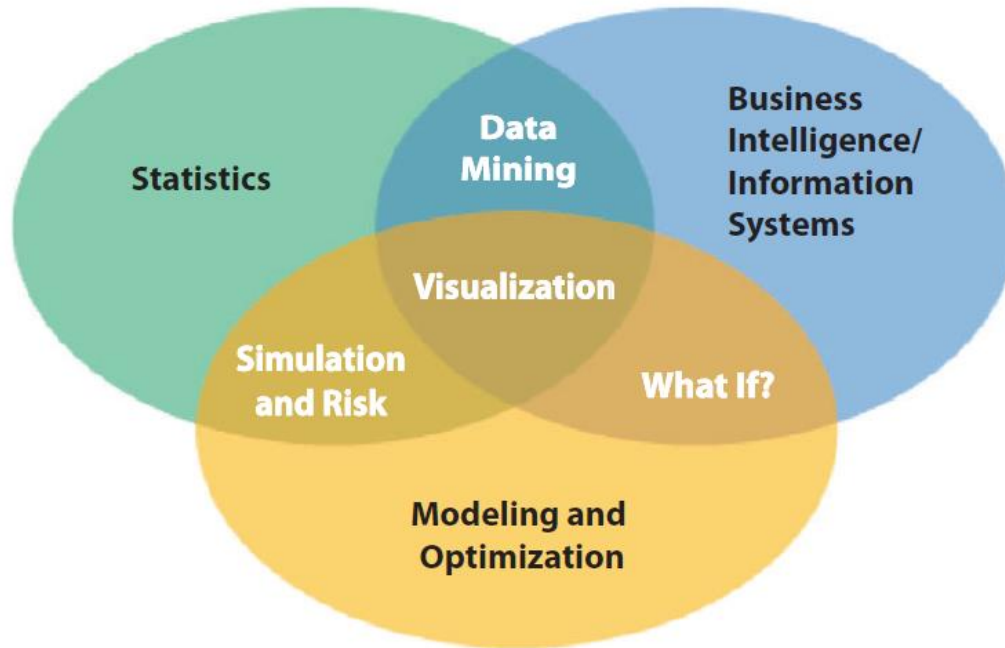 Statistics
Data
Mining
Business
Intelligence/
Information
Systems
Visualization
Simulation
and Risk
What If?
Modeling and
Optimization